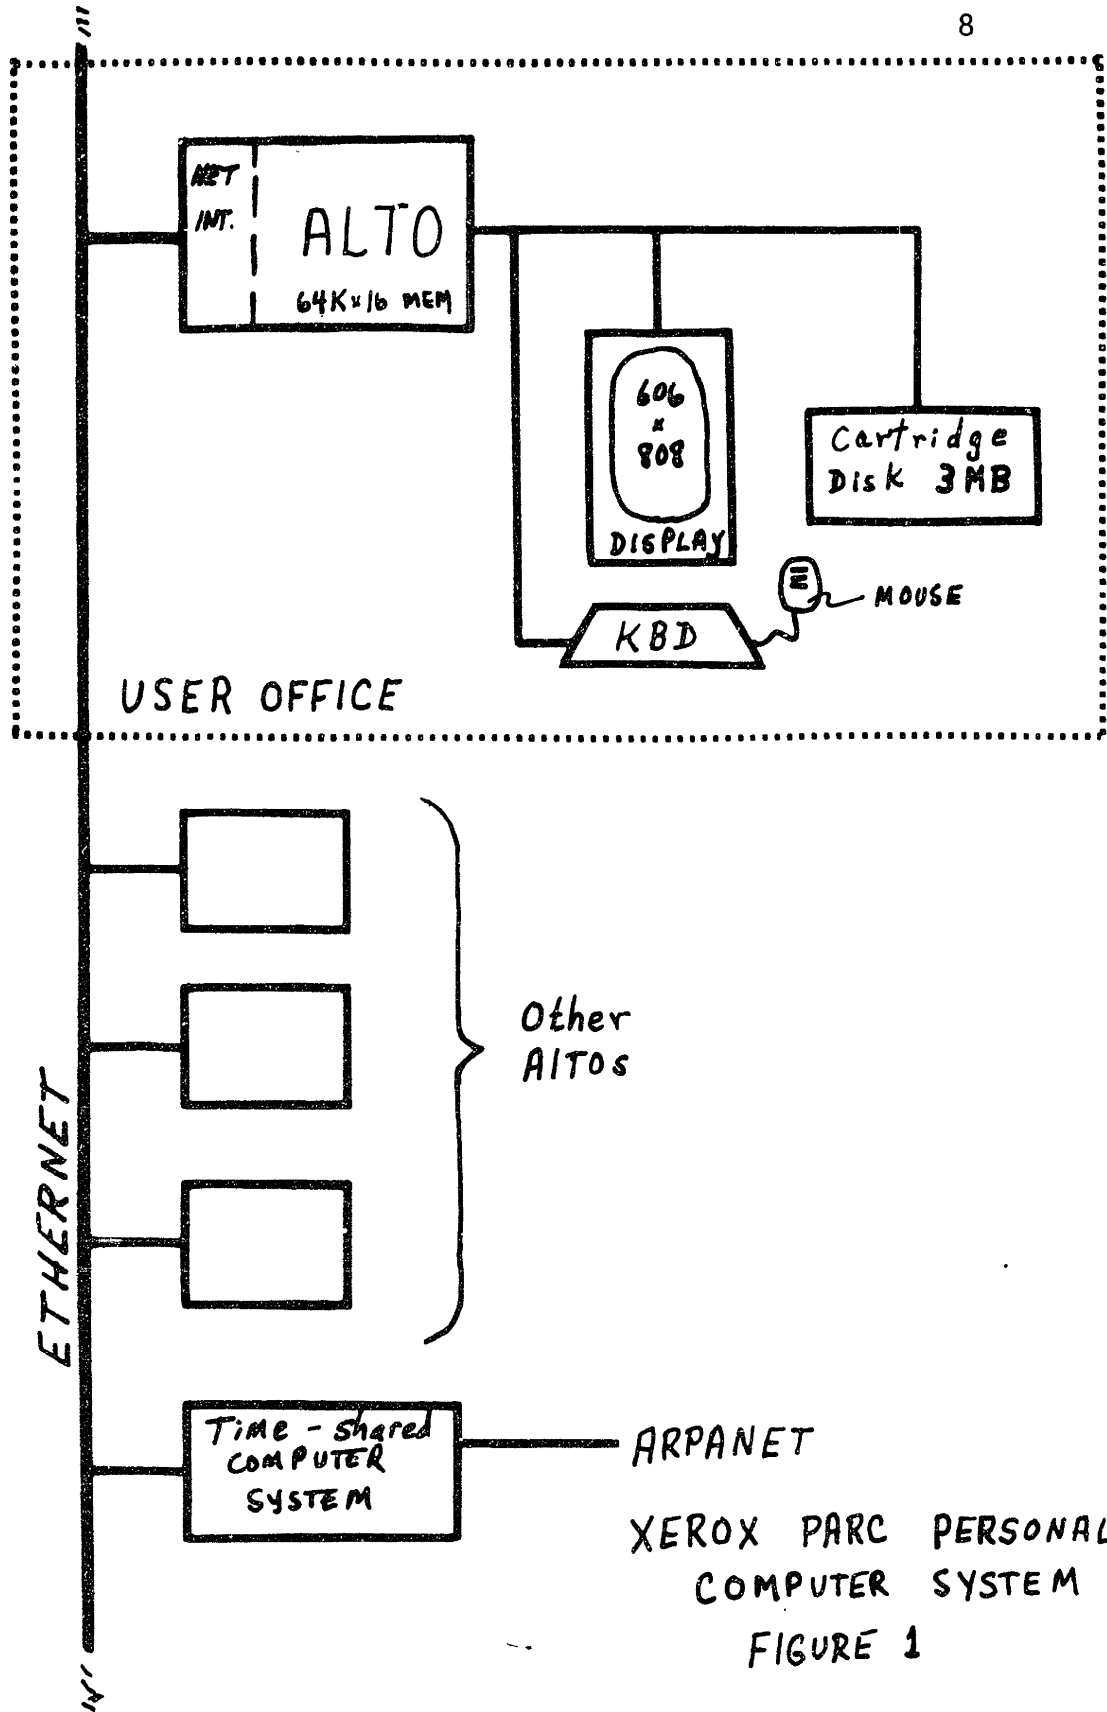 8
NET
INT.
ALTO
64K×16 MEM
606
×
808
DISPLAY
Cartridge
Disk 3MB
MOUSE
KBD
USER OFFICE
Other
AlTOs
ETHERNET
Time - shared
COMPUTER
SYSTEM
ARPANET
XEROX PARC PERSONAL
COMPUTER SYSTEM
FIGURE 1